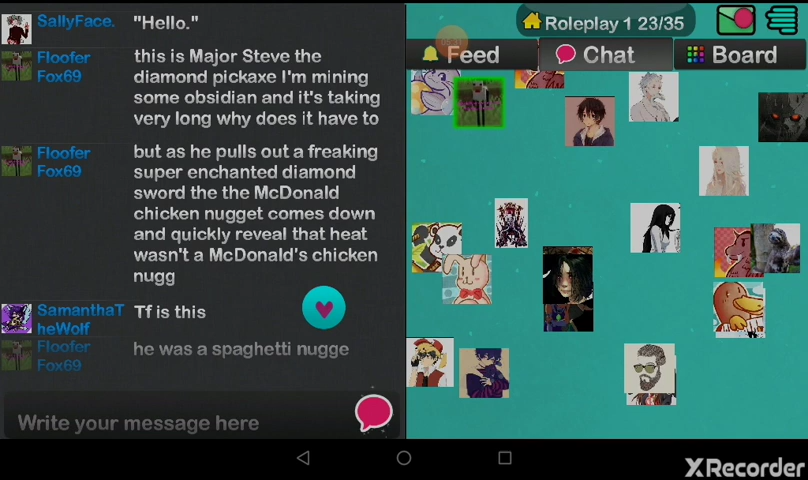 Roleplay 1 23/35
Feed
Chat
Board
SallyFace.
"Hello."
Floofer
Fox69
this is Major Steve the
diamond pickaxe I'm mining
some obsidian and it's taking
very long why does it have to
Floofer
Fox69
but as he pulls out a freaking
super enchanted diamond
sword the the McDonald
chicken nugget comes down
and quickly reveal that heat
wasn't a McDonald's chicken
nugg
SamanthaT
heWolf
Tf is this
Floofer
Fox69
he was a spaghetti nugge
Write your message here
XRecorder